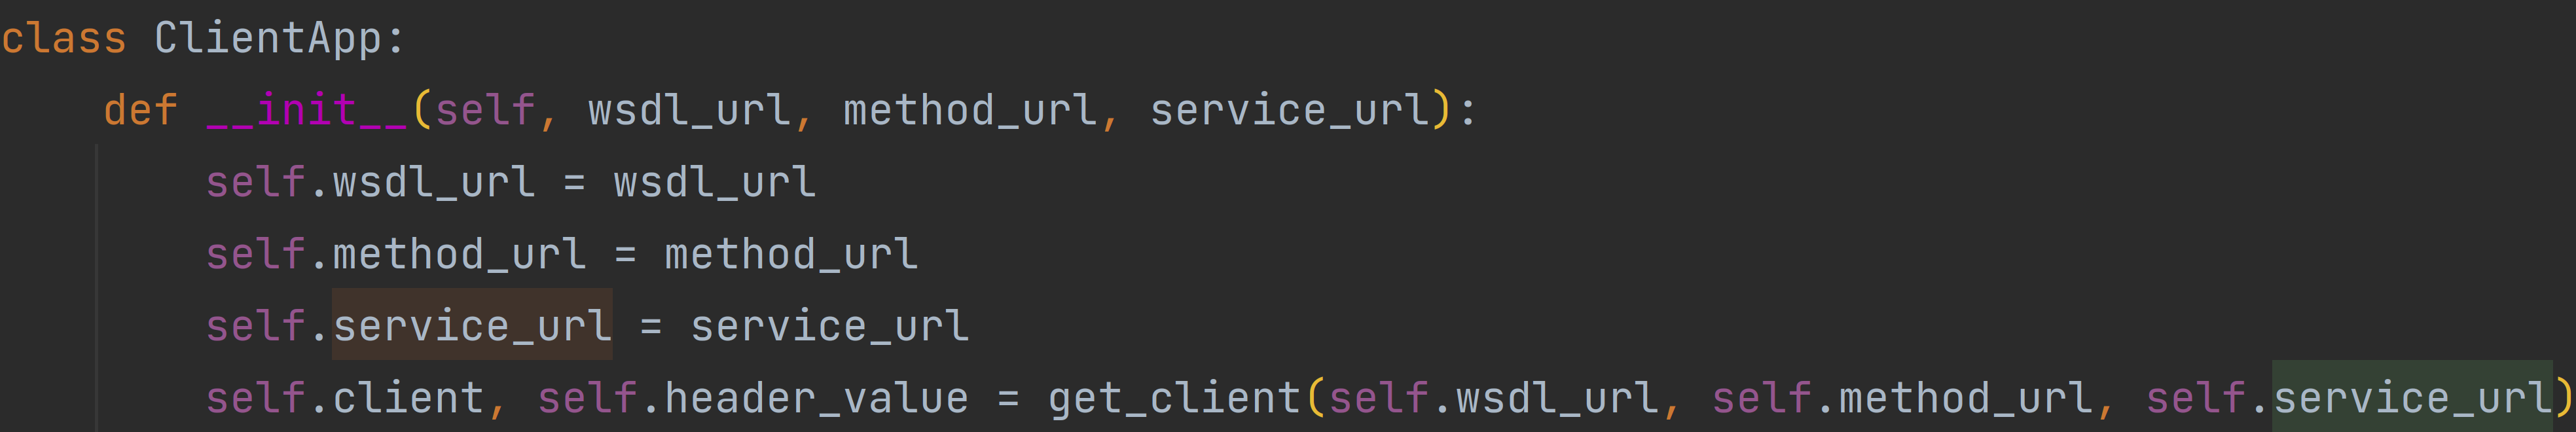 class ClientApp:
    def __init__(self, wsdl_url, method_url, service_url):
        self.wsdl_url = wsdl_url
        self.method_url = method_url
        self.service_url = service_url
        self.client, self.header_value = get_client(self.wsdl_url, self.method_url, self.service_url)